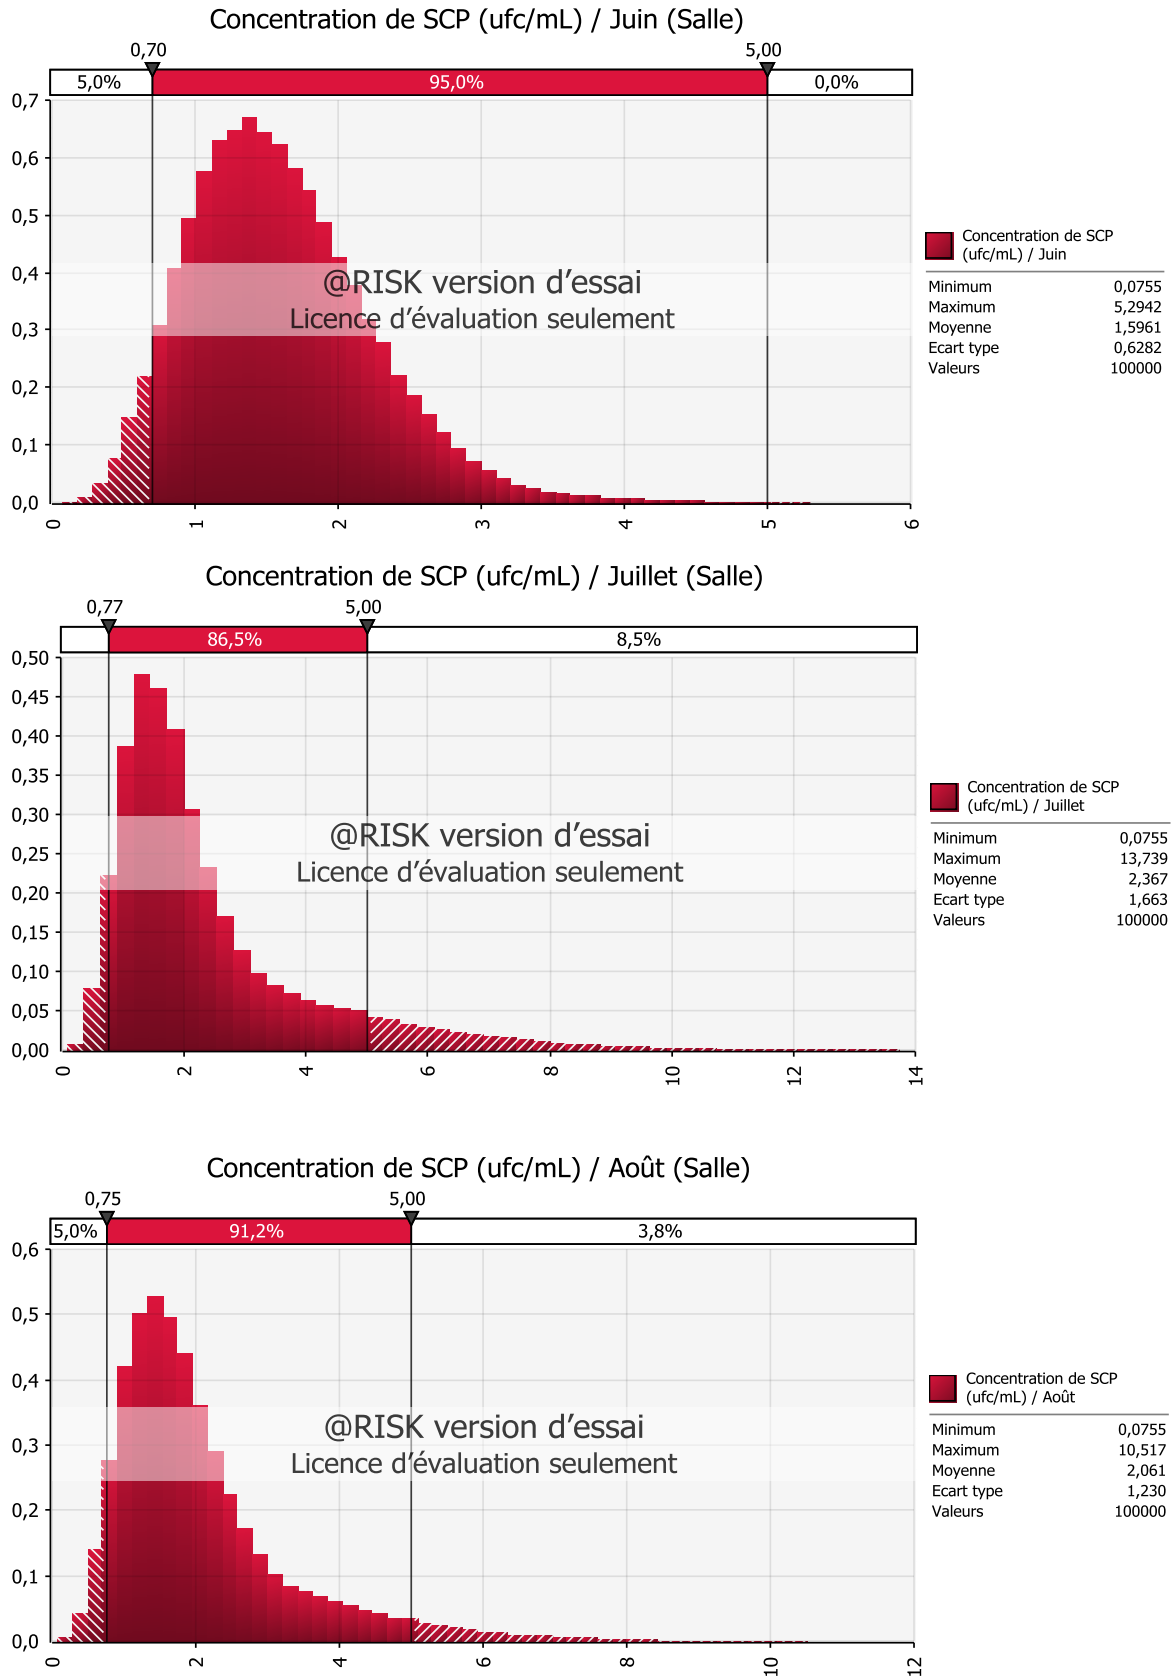 Concentration de SCP (ufc/mL) / Juin (Salle)
0,70 5,00
5,0% 95,0% 0,0%
0,7
0,6
0,5
0,4
0,3
0,2
0,1
0,0
0 1 2 3 4 5 6
@RISK version d’essai
Licence d’évaluation seulement
Concentration de SCP
(ufc/mL) / Juin
Minimum 0,0755
Maximum 5,2942
Moyenne 1,5961
Ecart type 0,6282
Valeurs 100000
Concentration de SCP (ufc/mL) / Juillet (Salle)
0,77 5,00
86,5% 8,5%
0,50
0,45
0,40
0,35
0,30
0,25
0,20
0,15
0,10
0,05
0,00
0 2 4 6 8 10 12 14
@RISK version d’essai
Licence d’évaluation seulement
Concentration de SCP
(ufc/mL) / Juillet
Minimum 0,0755
Maximum 13,739
Moyenne 2,367
Ecart type 1,663
Valeurs 100000
Concentration de SCP (ufc/mL) / Août (Salle)
0,75 5,00
5,0% 91,2% 3,8%
0,6
0,5
0,4
0,3
0,2
0,1
0,0
0 2 4 6 8 10 12
@RISK version d’essai
Licence d’évaluation seulement
Concentration de SCP
(ufc/mL) / Août
Minimum 0,0755
Maximum 10,517
Moyenne 2,061
Ecart type 1,230
Valeurs 100000